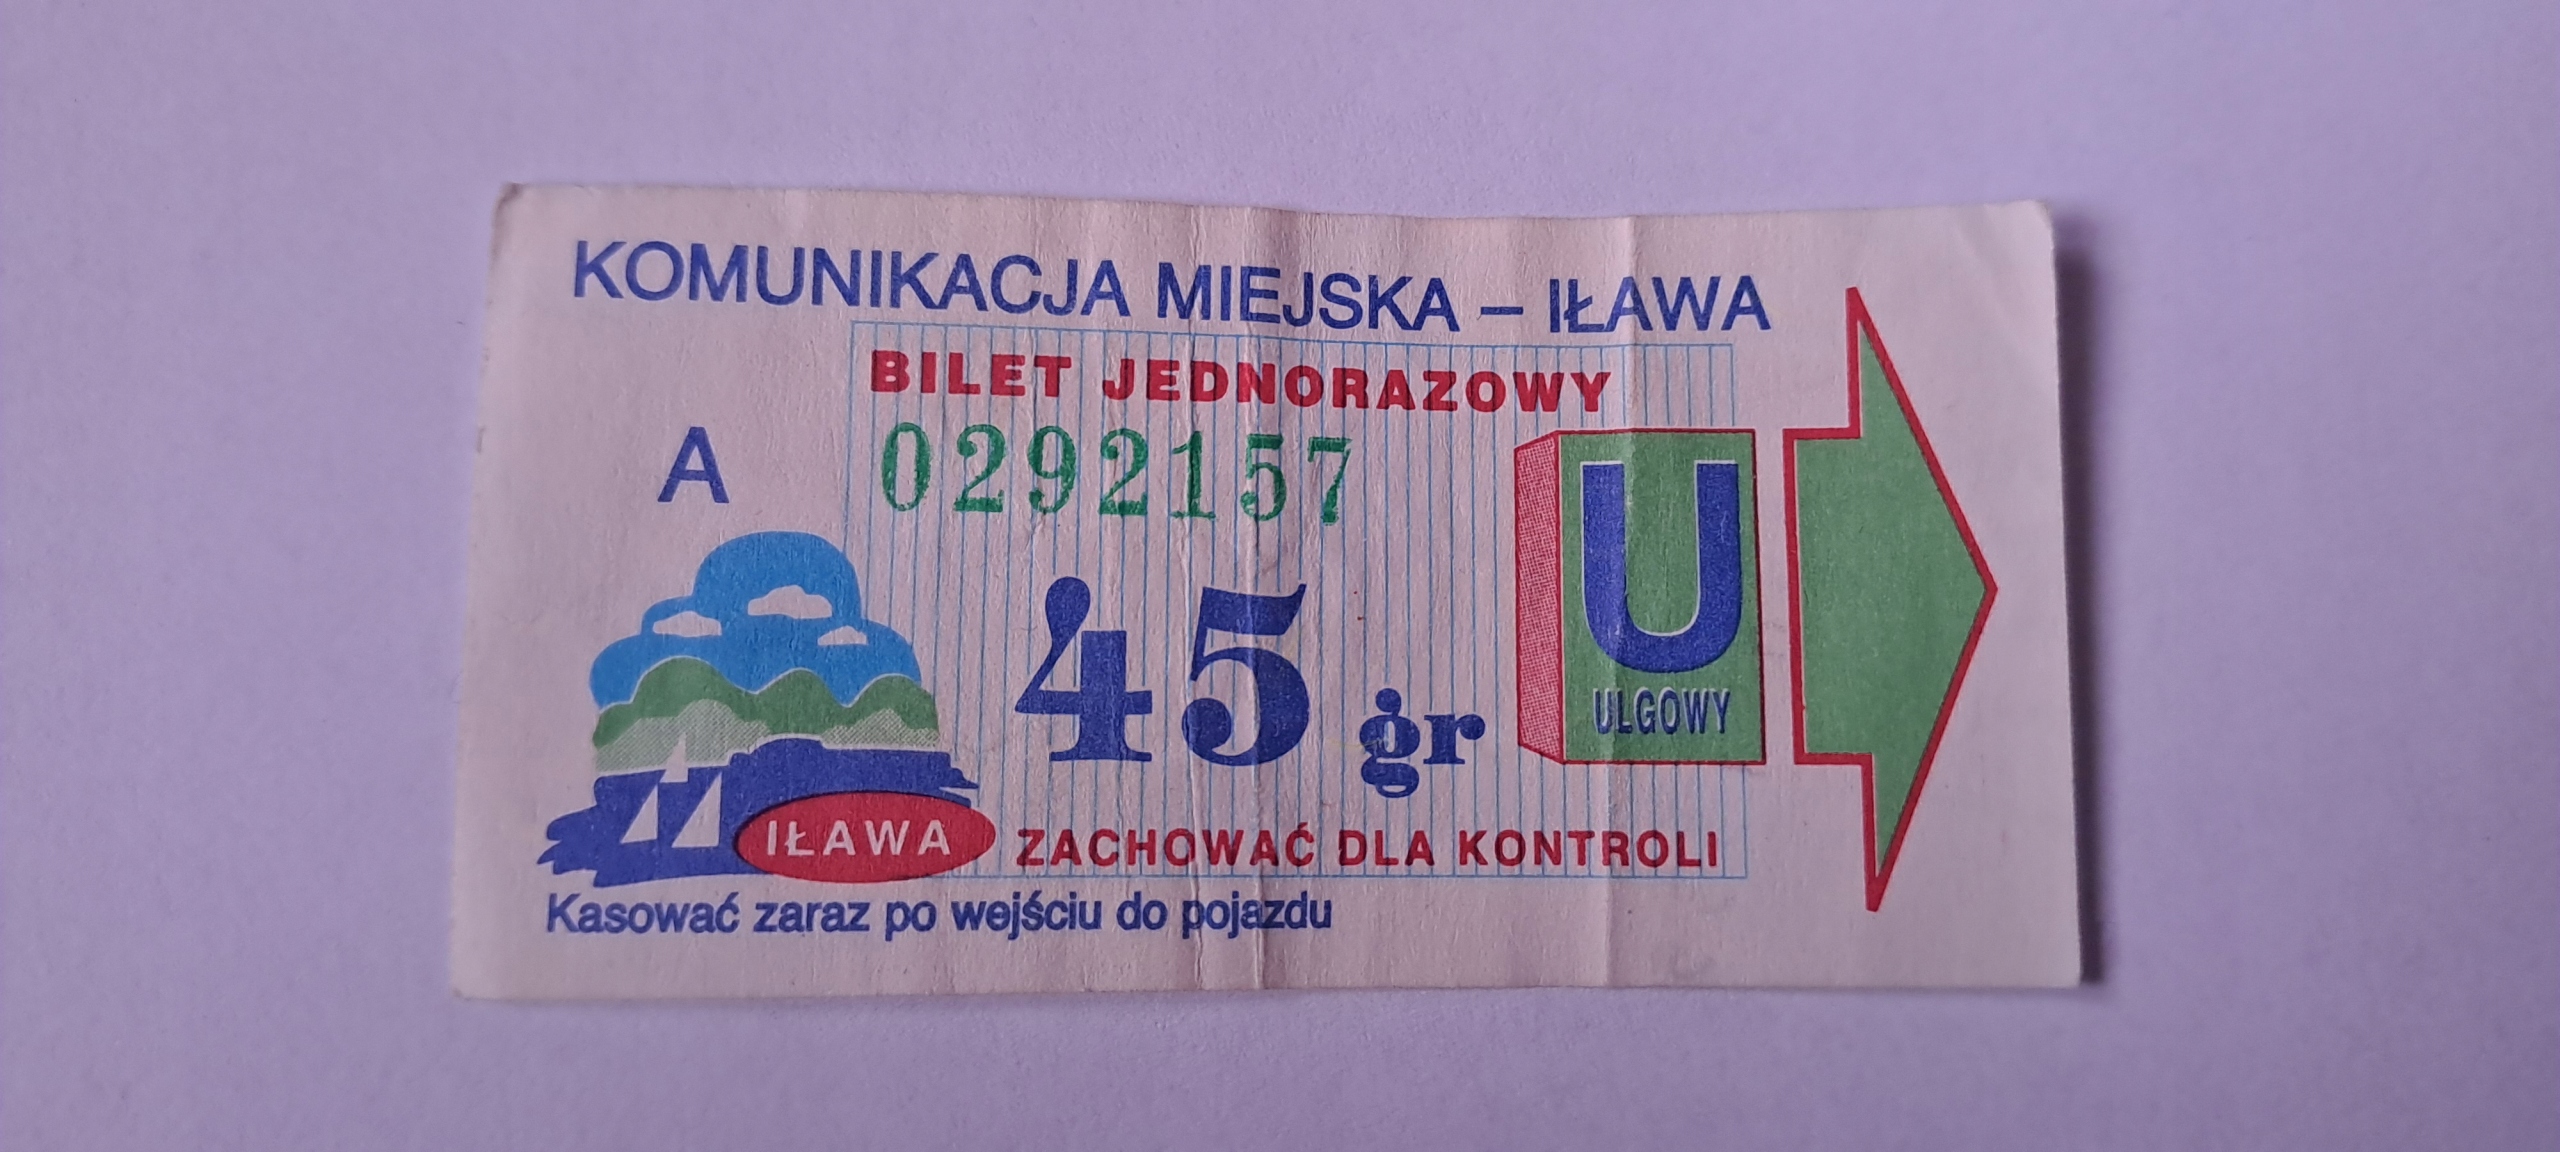 KOMUNIKACJA MIEJSKA – IŁAWA
BILET JEDNORAZOWY
A 0292157
45 gr
U
ULGOWY
IŁAWA
ZACHOWAĆ DLA KONTROLI
Kasować zaraz po wejściu do pojazdu